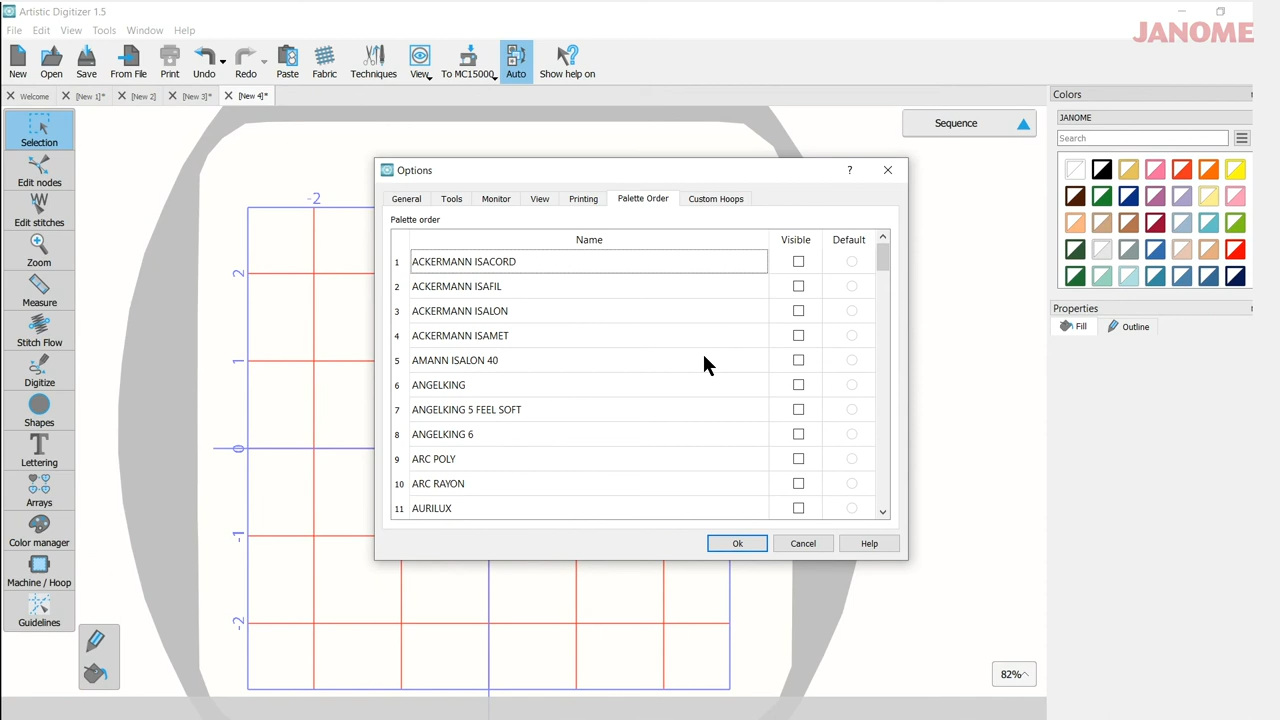 Artistic Digitizer 1.5
File Edit View Tools Window Help
JANOME
New Open Save From File Print Undo Redo Paste Fabric Techniques View To MC15000 Auto Show help on
Welcome [New 1]* [New 2] [New 3]* [New 4]*
Selection
Edit nodes
Edit stitches
Zoom
Measure
Stitch Flow
Digitize
Shapes
Lettering
Arrays
Color manager
Machine / Hoop
Guidelines
-2
2
1
0
-1
-2
Sequence
Options
General Tools Monitor View Printing Palette Order Custom Hoops
Palette order
Name Visible Default
1 ACKERMANN ISACORD
2 ACKERMANN ISAFIL
3 ACKERMANN ISALON
4 ACKERMANN ISAMET
5 AMANN ISALON 40
6 ANGELKING
7 ANGELKING 5 FEEL SOFT
8 ANGELKING 6
9 ARC POLY
10 ARC RAYON
11 AURILUX
Ok Cancel Help
82%
Colors
JANOME
Search
Properties
Fill Outline